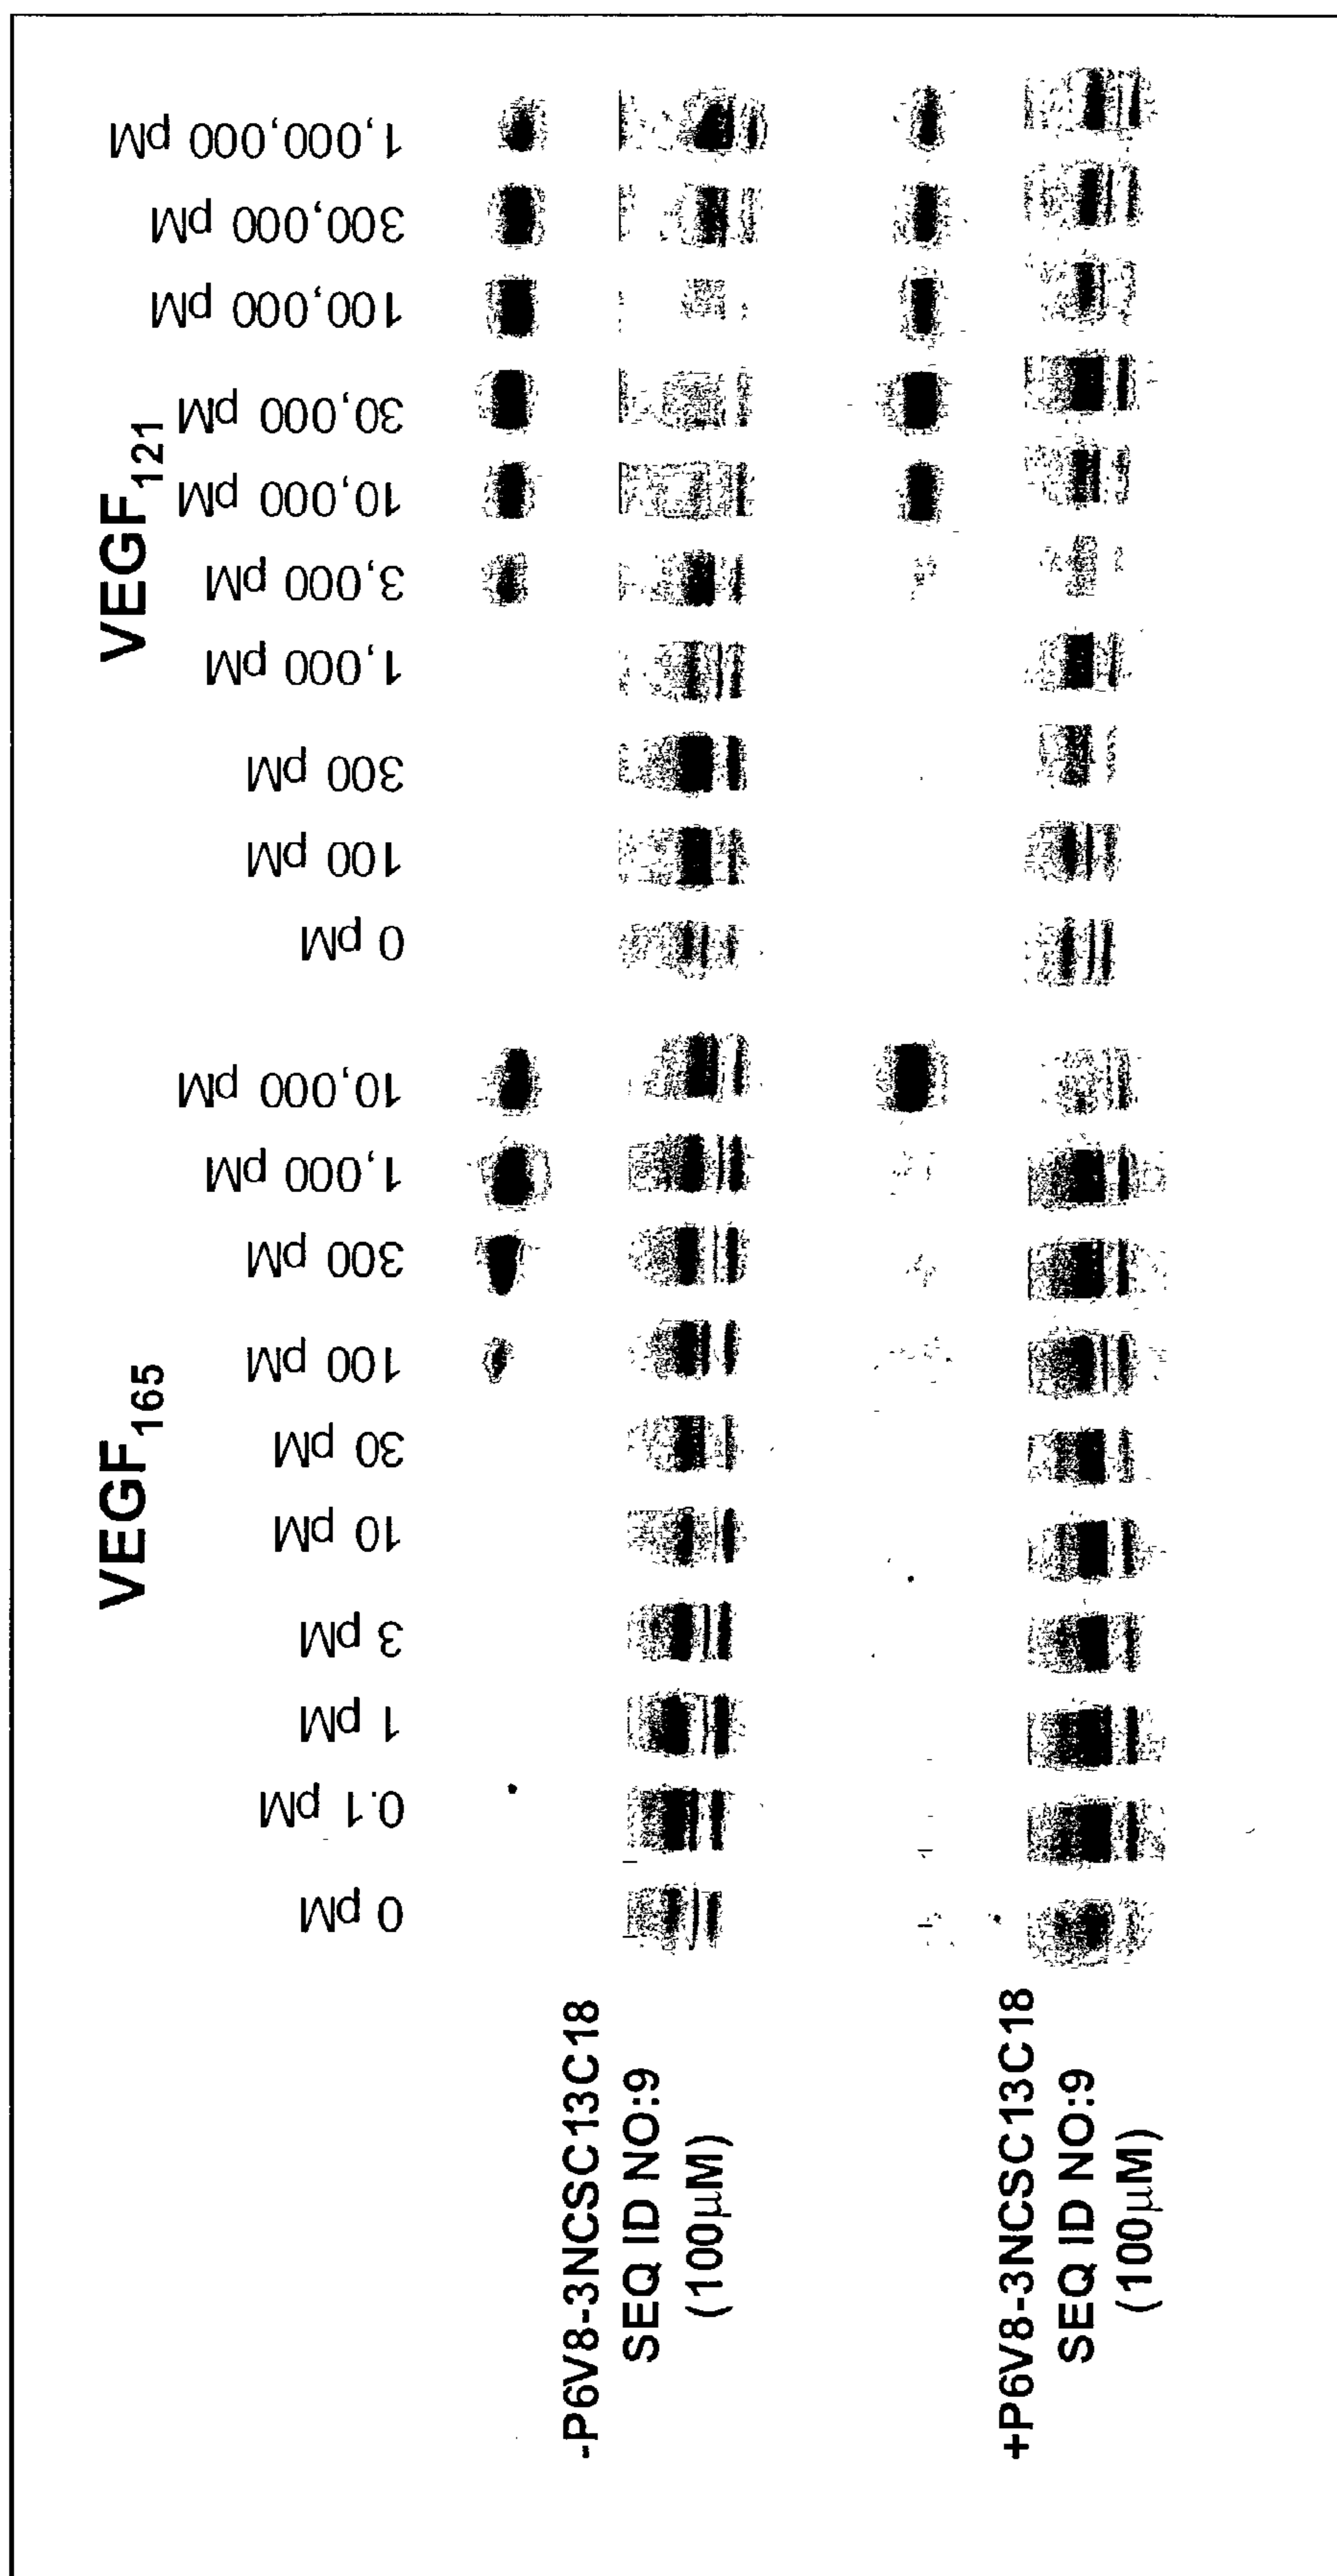 VEGF165
VEGF121
0 pM
0.1 pM
1 pM
3 pM
10 pM
30 pM
100 pM
300 pM
1,000 pM
10,000 pM
0 pM
100 pM
300 pM
1,000 pM
3,000 pM
10,000 pM
30,000 pM
100,000 pM
300,000 pM
1,000,000 pM
-P6V8-3NCSC13C18
SEQ ID NO:9
(100μM)
+P6V8-3NCSC13C18
SEQ ID NO:9
(100μM)